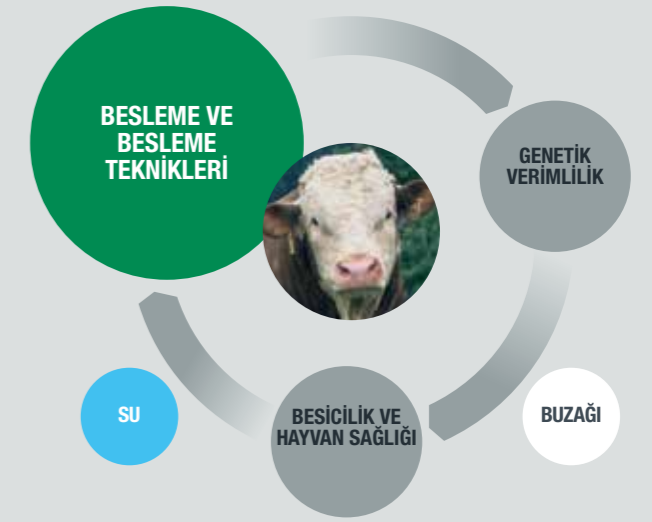 BESLEME VE
BESLEME
TEKNİKLERİ
GENETİK
VERİMLİLİK
SU
BESİCİLİK VE
HAYVAN SAĞLIĞI
BUZAĞI